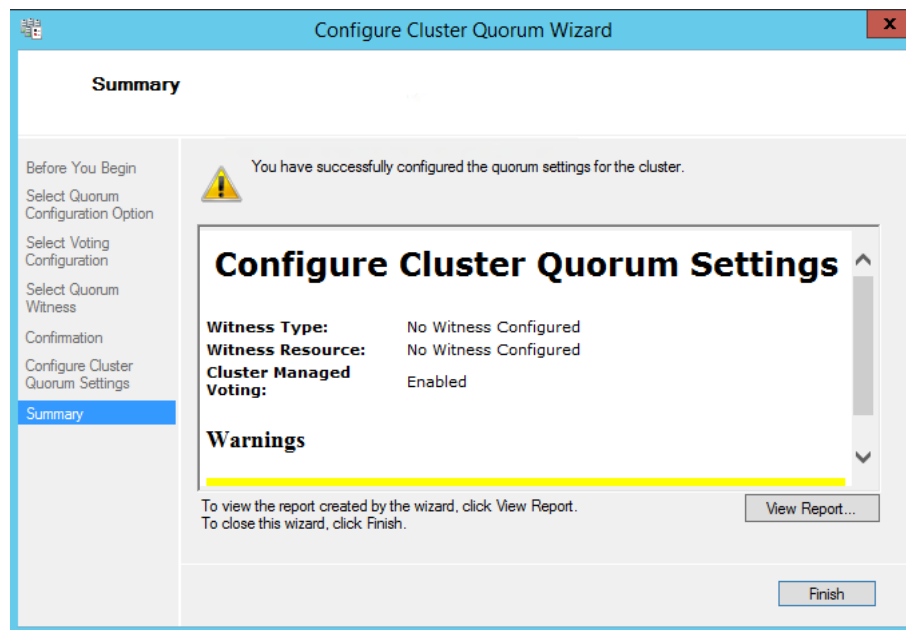 Configure Cluster Quorum Wizard
x
Summary
Before You Begin
Select Quorum
Configuration Option
Select Voting
Configuration
Select Quorum
Witness
Confirmation
Configure Cluster
Quorum Settings
Summary
You have successfully configured the quorum settings for the cluster.
Configure Cluster Quorum Settings
Witness Type: No Witness Configured
Witness Resource: No Witness Configured
Cluster Managed
Voting: Enabled
Warnings
To view the report created by the wizard, click View Report.
To close this wizard, click Finish.
View Report...
Finish